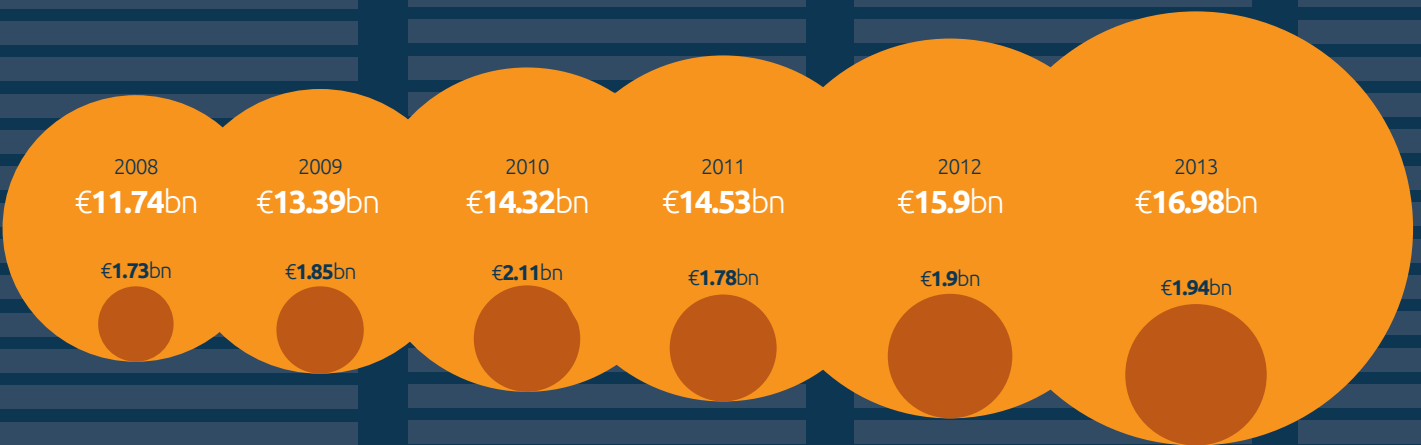 2008
€11.74bn
€1.73bn
2009
€13.39bn
€1.85bn
2010
€14.32bn
€2.11bn
2011
€14.53bn
€1.78bn
2012
€15.9bn
€1.9bn
2013
€16.98bn
€1.94bn